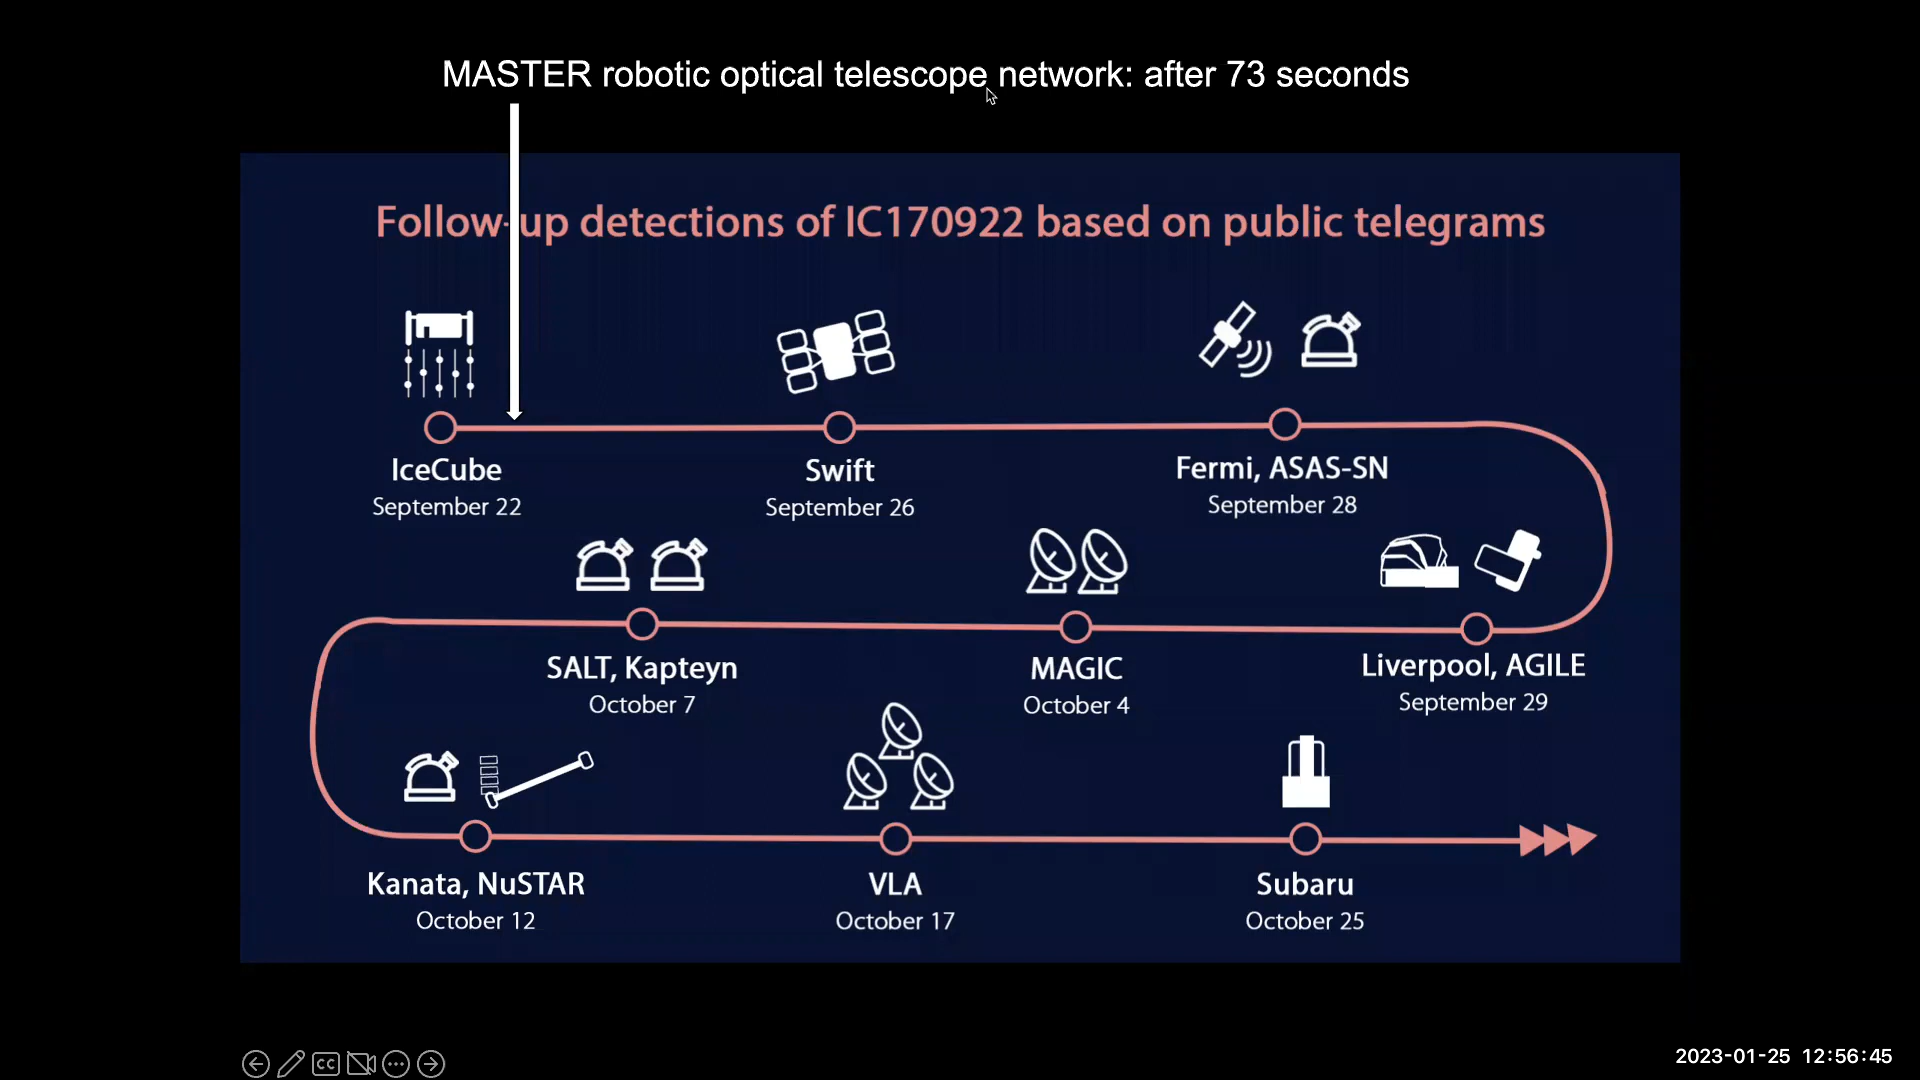 MASTER robotic optical telescope network: after 73 seconds
Follow-up detections of IC170922 based on public telegrams
IceCube
September 22
Swift
September 26
Fermi, ASAS-SN
September 28
Liverpool, AGILE
September 29
MAGIC
October 4
SALT, Kapteyn
October 7
Kanata, NuSTAR
October 12
VLA
October 17
Subaru
October 25
CC
2023-01-25 12:56:45